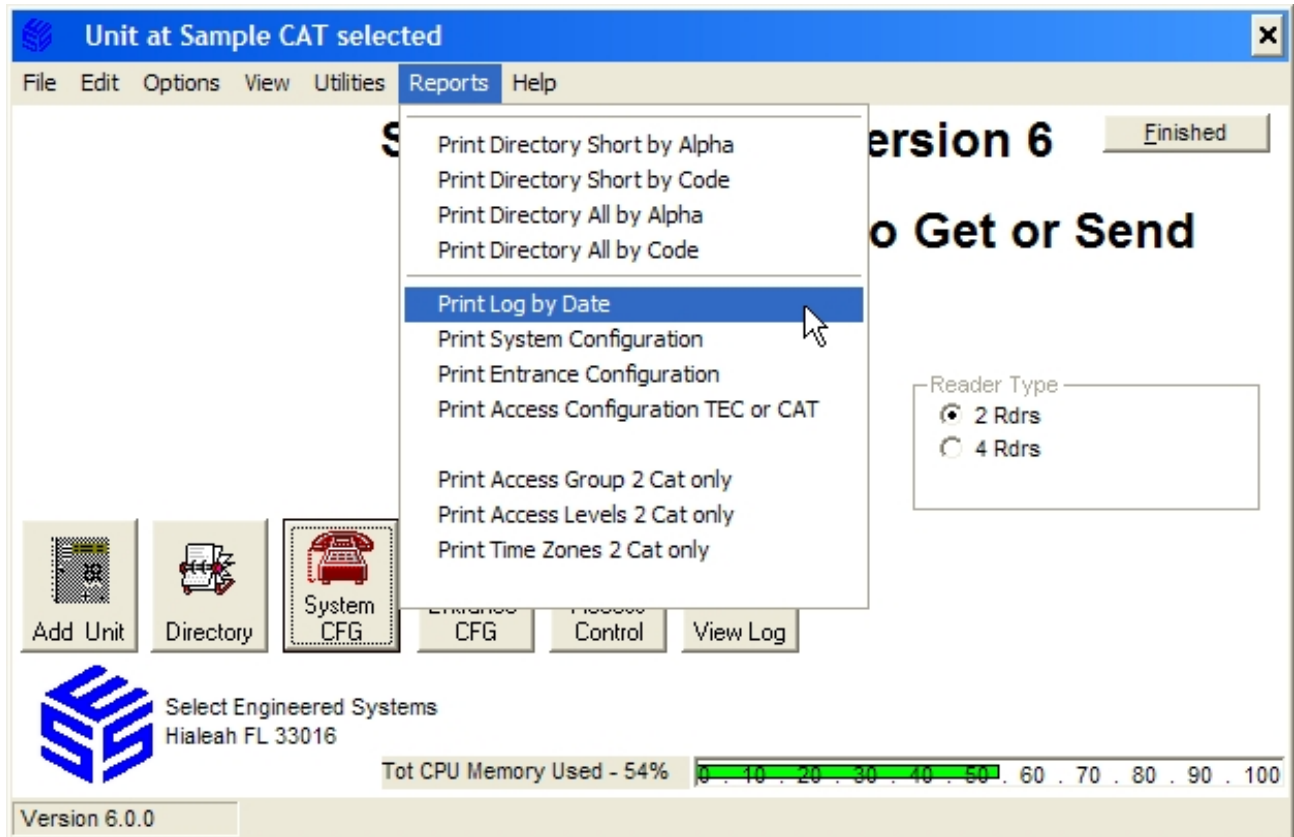 Unit at Sample CAT selected
File Edit Options View Utilities Reports Help
S ersion 6
Finished
o Get or Send
Print Directory Short by Alpha
Print Directory Short by Code
Print Directory All by Alpha
Print Directory All by Code
Print Log by Date
Print System Configuration
Print Entrance Configuration
Print Access Configuration TEC or CAT
Print Access Group 2 Cat only
Print Access Levels 2 Cat only
Print Time Zones 2 Cat only
Reader Type
2 Rdrs
4 Rdrs
Add Unit
Directory
System
CFG
Entrance
CFG
Access
Control
View Log
SES
Select Engineered Systems
Hialeah FL 33016
Tot CPU Memory Used - 54%
0 . 10 . 20 . 30 . 40 . 50 . 60 . 70 . 80 . 90 . 100
Version 6.0.0